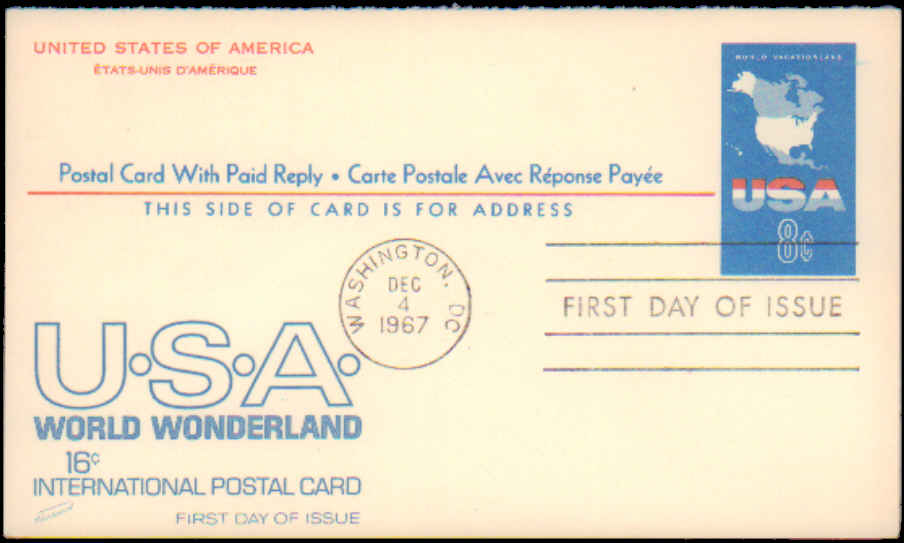 UNITED STATES OF AMERICA
ÉTATS-UNIS D'AMÉRIQUE
WORLD VACATIONLAND
USA
8¢
Postal Card With Paid Reply • Carte Postale Avec Réponse Payée
THIS SIDE OF CARD IS FOR ADDRESS
WASHINGTON, DC
DEC
4
1967
FIRST DAY OF ISSUE
U•S•A•
WORLD WONDERLAND
16¢
INTERNATIONAL POSTAL CARD
FIRST DAY OF ISSUE